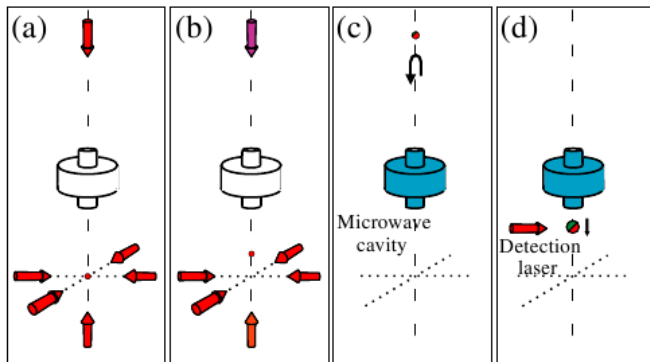 (a)
(b)
(c)
(d)
Microwave
cavity
Detection
laser